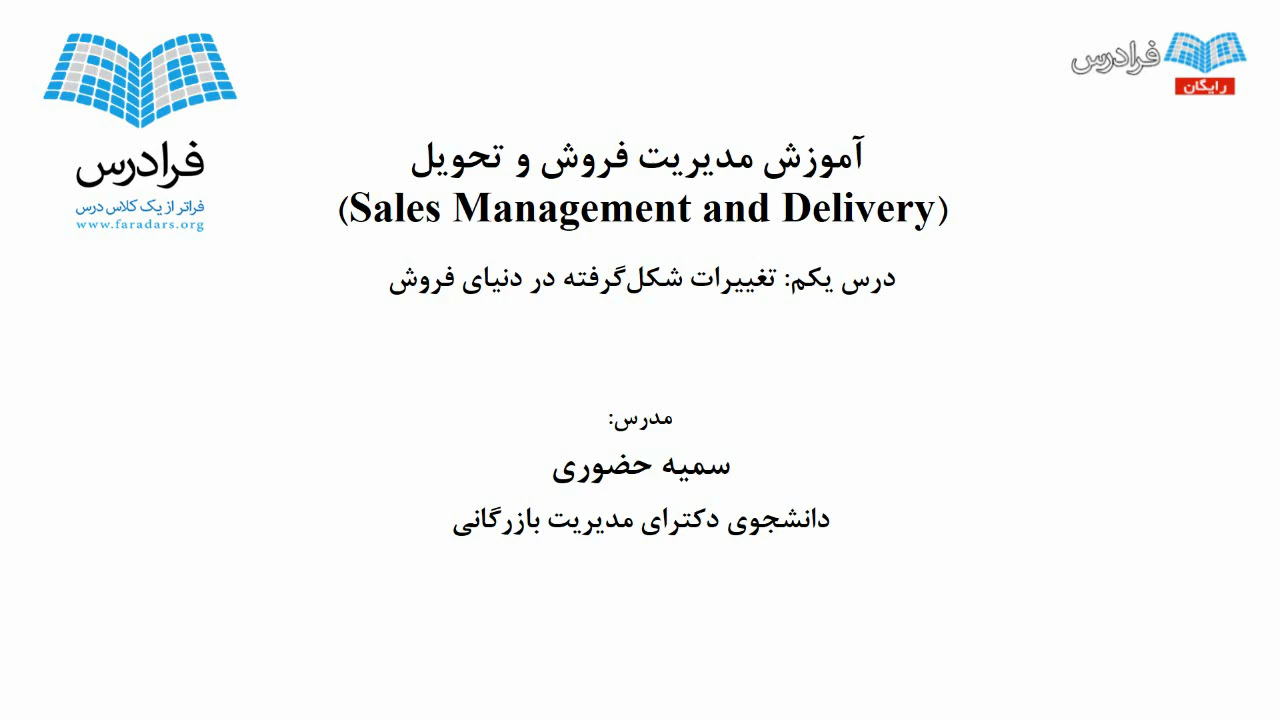 فرادرس
فراتر از یک کلاس درس
www.faradars.org
فرادرس
رایگان
آموزش مدیریت فروش و تحویل
(Sales Management and Delivery)
درس یکم: تغییرات شکل‌گرفته در دنیای فروش
مدرس:
سمیه حضوری
دانشجوی دکترای مدیریت بازرگانی